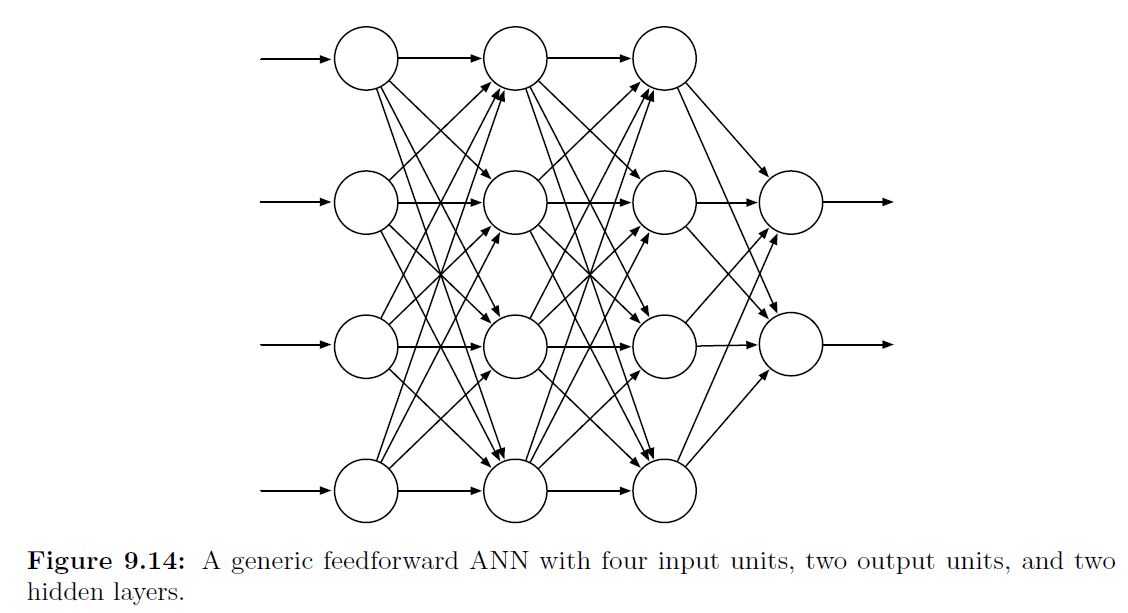 Figure 9.14: A generic feedforward ANN with four input units, two output units, and two
hidden layers.